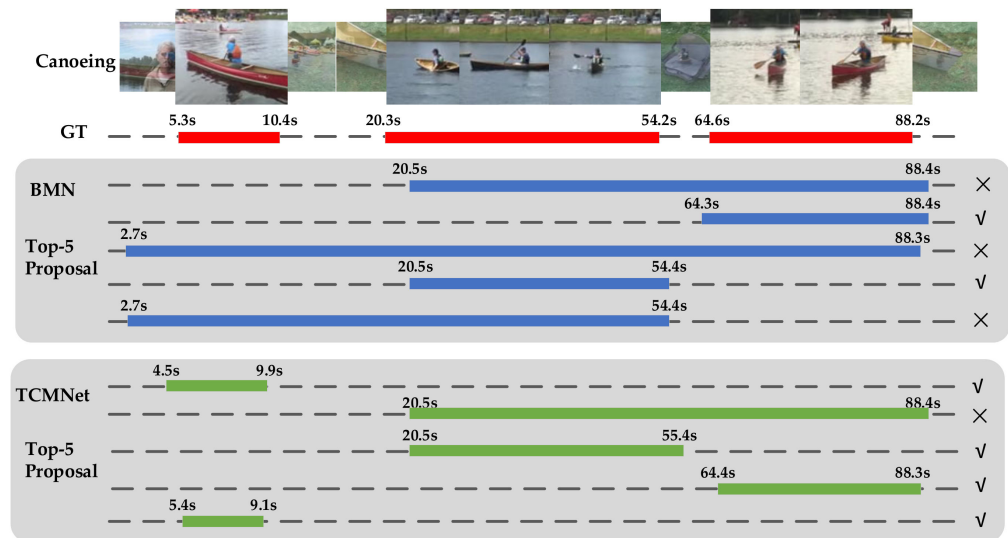 Canoeing
GT
5.3s 10.4s 20.3s 54.2s 64.6s 88.2s
BMN
20.5s 88.4s ×
64.3s 88.4s √
Top-5
Proposal
2.7s 88.3s ×
20.5s 54.4s √
2.7s 54.4s ×
TCMNet
4.5s 9.9s √
20.5s 88.4s ×
Top-5
Proposal
20.5s 55.4s √
64.4s 88.3s √
5.4s 9.1s √